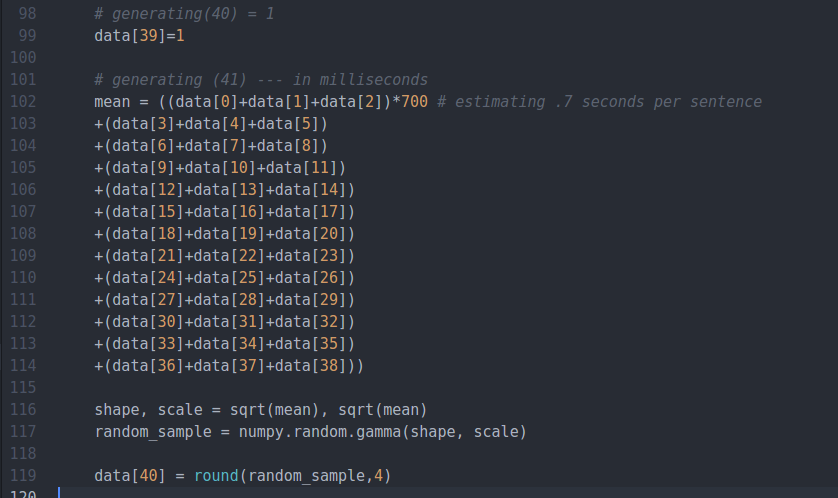 98 # generating(40) = 1
99 data[39]=1
100
101 # generating (41) --- in milliseconds
102 mean = ((data[0]+data[1]+data[2])*700 # estimating .7 seconds per sentence
103 +(data[3]+data[4]+data[5])
104 +(data[6]+data[7]+data[8])
105 +(data[9]+data[10]+data[11])
106 +(data[12]+data[13]+data[14])
107 +(data[15]+data[16]+data[17])
108 +(data[18]+data[19]+data[20])
109 +(data[21]+data[22]+data[23])
110 +(data[24]+data[25]+data[26])
111 +(data[27]+data[28]+data[29])
112 +(data[30]+data[31]+data[32])
113 +(data[33]+data[34]+data[35])
114 +(data[36]+data[37]+data[38]))
115
116 shape, scale = sqrt(mean), sqrt(mean)
117 random_sample = numpy.random.gamma(shape, scale)
118
119 data[40] = round(random_sample,4)
120